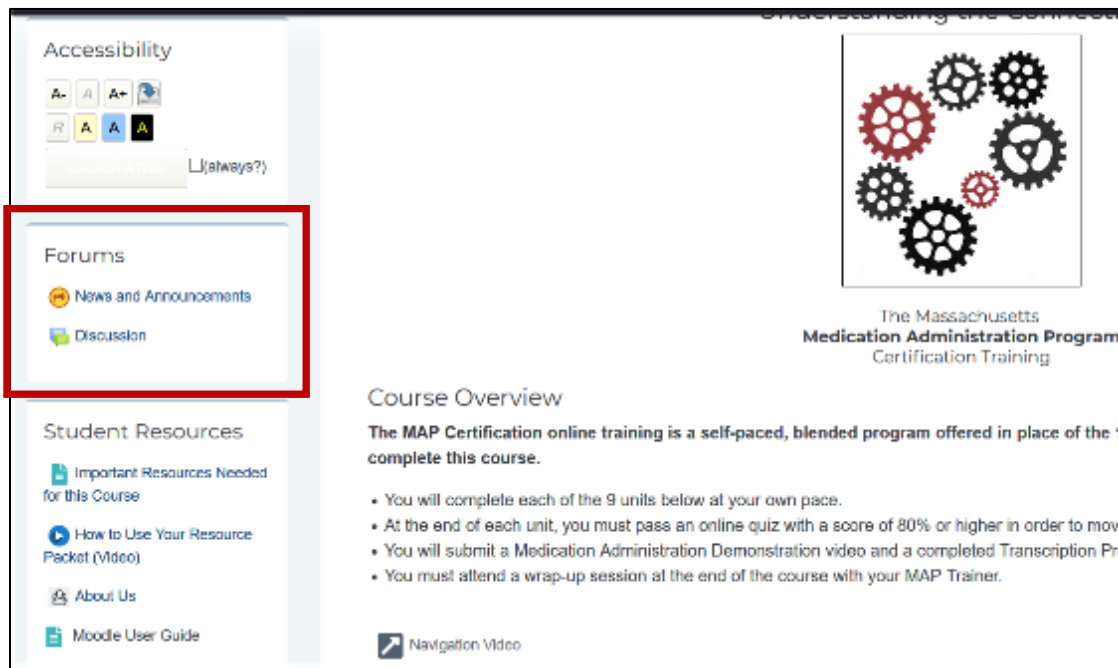 Understanding the Connecti
Accessibility
A- A A+
R A A A
(always?)
Forums
News and Announcements
Discussion
Student Resources
Important Resources Needed
for this Course
How to Use Your Resource
Packet (Video)
About Us
Moodle User Guide
The Massachusetts
Medication Administration Program
Certification Training
Course Overview
The MAP Certification online training is a self-paced, blended program offered in place of the
complete this course.
• You will complete each of the 9 units below at your own pace.
• At the end of each unit, you must pass an online quiz with a score of 80% or higher in order to mov
• You will submit a Medication Administration Demonstration video and a completed Transcription Pr
• You must attend a wrap-up session at the end of the course with your MAP Trainer.
Navigation Video